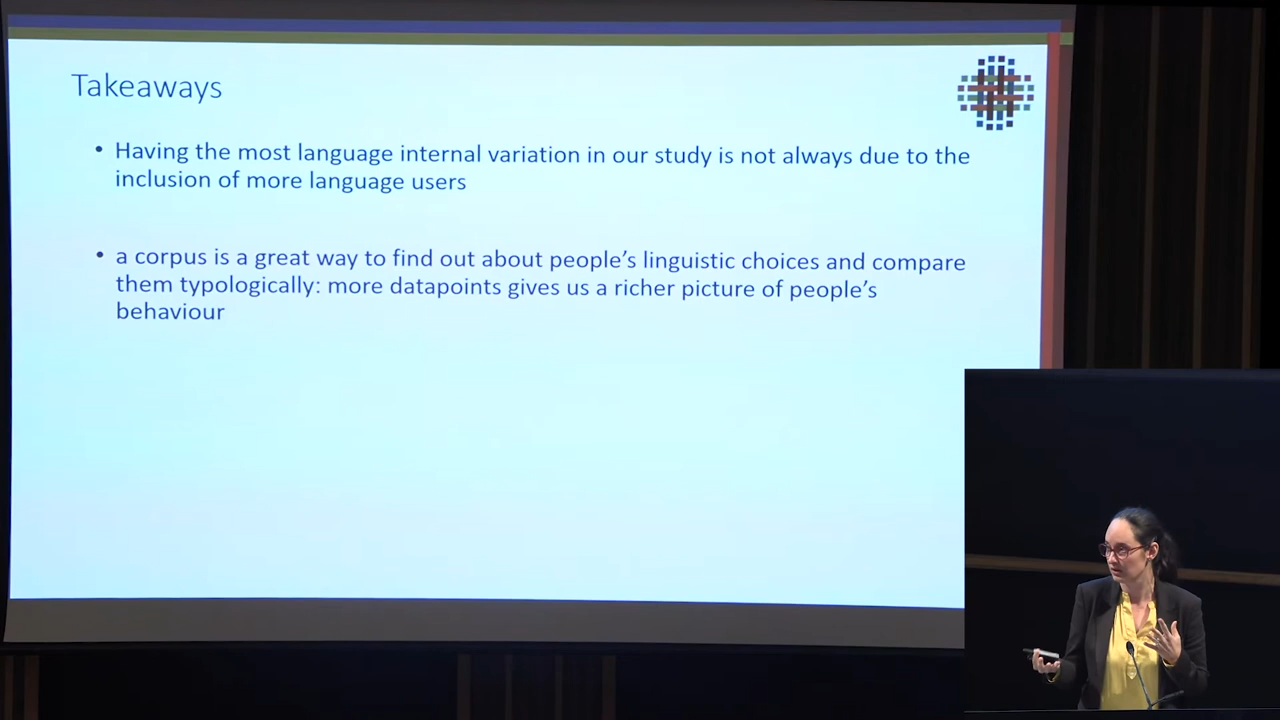 Takeaways
• Having the most language internal variation in our study is not always due to the
inclusion of more language users
• a corpus is a great way to find out about people's linguistic choices and compare
them typologically: more datapoints gives us a richer picture of people's
behaviour